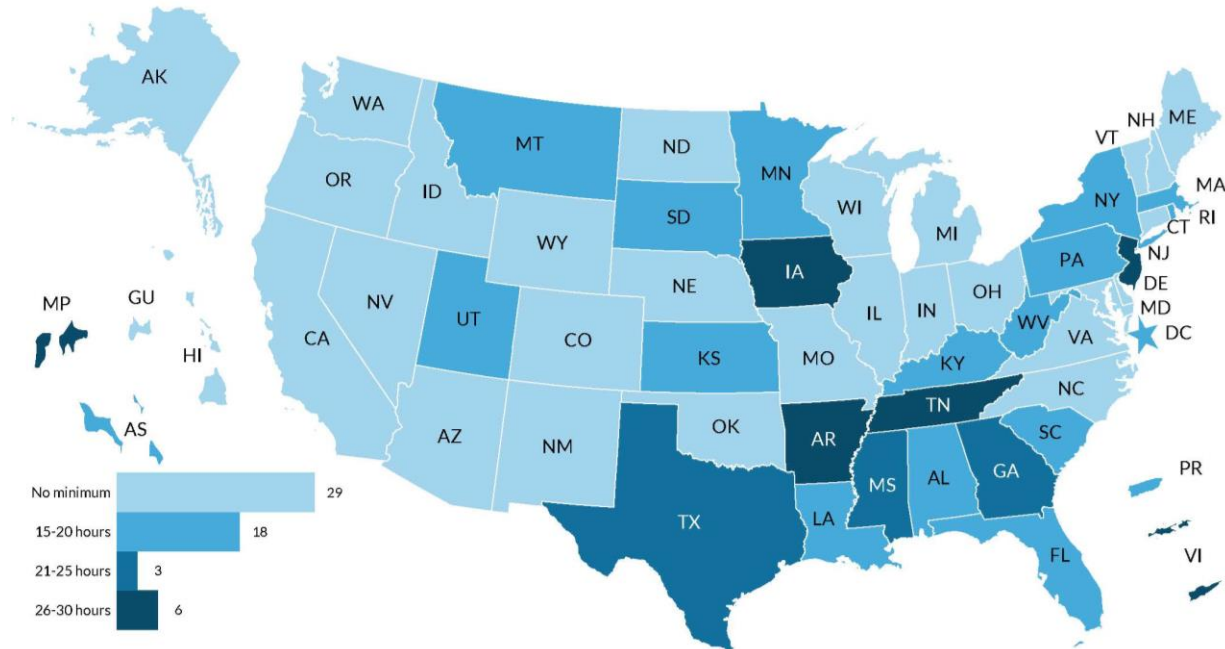 AK
WA
OR
ID
MT
ND
MN
SD
WY
WI
MI
NH
VT
ME
NY
MA
RI
CT
NJ
PA
DE
MD
DC
IA
NE
NV
UT
CO
CA
IL
IN
OH
WV
VA
KS
MO
KY
NC
TN
AZ
NM
OK
AR
SC
MS
AL
GA
TX
LA
FL
MP
GU
HI
AS
PR
VI
No minimum 29
15-20 hours 18
21-25 hours 3
26-30 hours 6